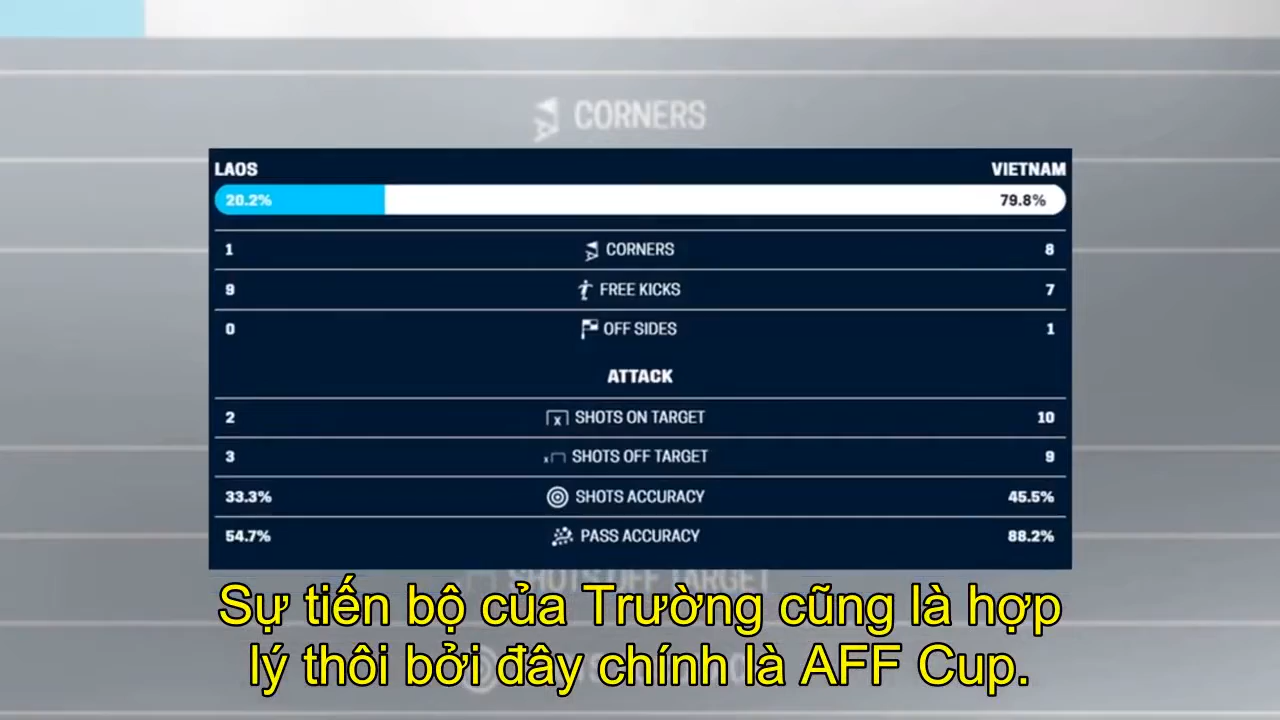 CORNERS
LAOS VIETNAM
20.2% 79.8%
1 CORNERS 8
9 FREE KICKS 7
0 OFF SIDES 1
ATTACK
2 SHOTS ON TARGET 10
3 SHOTS OFF TARGET 9
33.3% SHOTS ACCURACY 45.5%
54.7% PASS ACCURACY 88.2%
SHOTS OFF TARGET
Sự tiến bộ của Trường cũng là hợp
lý thôi bởi đây chính là AFF Cup.